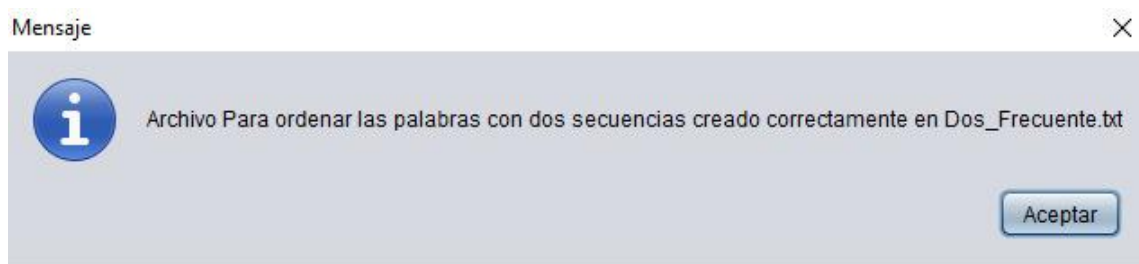 Mensaje
Archivo Para ordenar las palabras con dos secuencias creado correctamente en Dos_Frecuente.txt
Aceptar